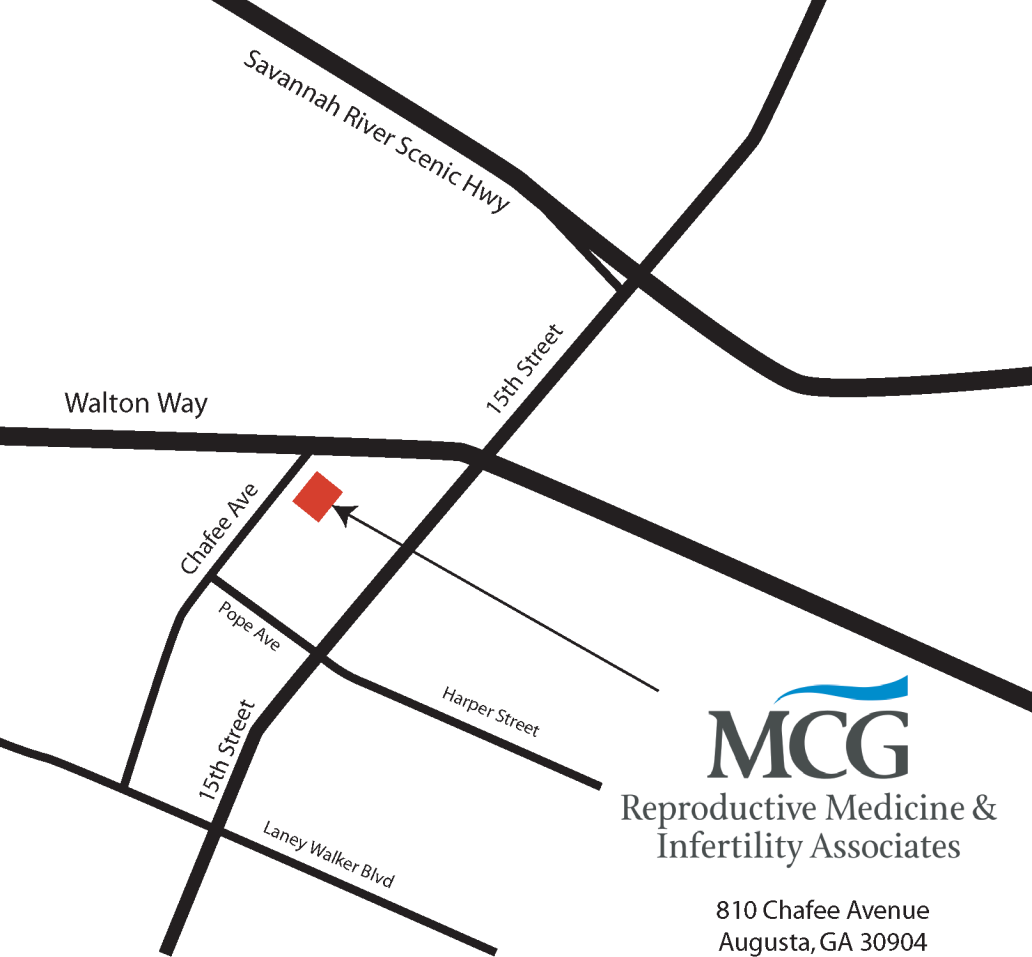 Savannah River Scenic Hwy
15th Street
Walton Way
Chafee Ave
Pope Ave
Harper Street
15th Street
Laney Walker Blvd
MCG
Reproductive Medicine &
Infertility Associates
810 Chafee Avenue
Augusta, GA 30904